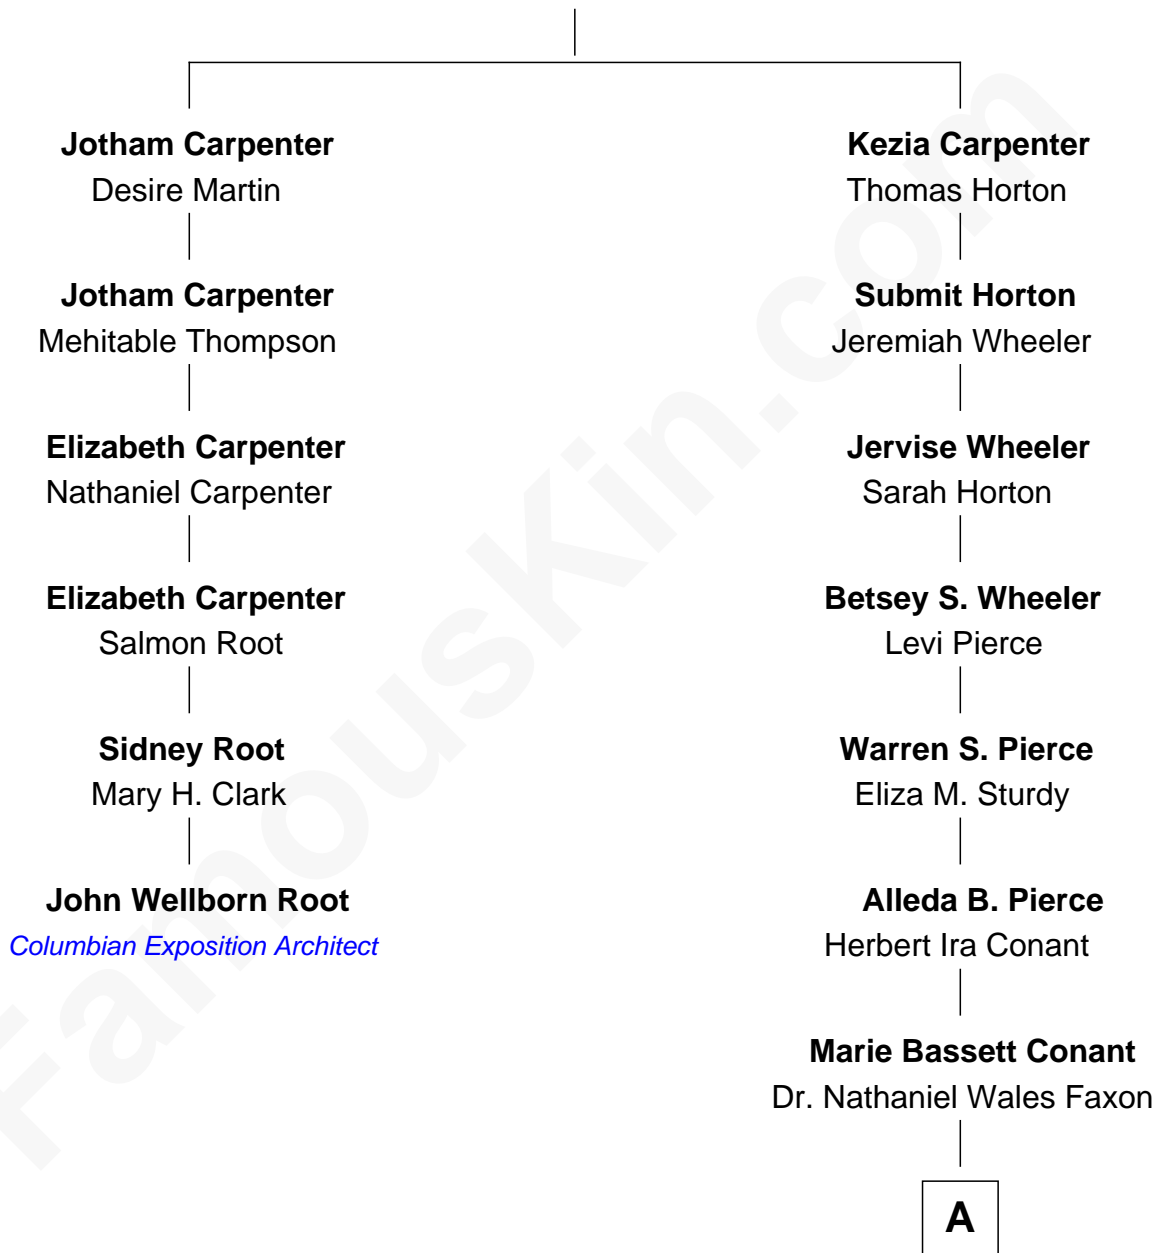 Jotham Carpenter
Desire Martin
Jotham Carpenter
Mehitable Thompson
Elizabeth Carpenter
Nathaniel Carpenter
Elizabeth Carpenter
Salmon Root
Sidney Root
Mary H. Clark
John Wellborn Root
Columbian Exposition Architect
Kezia Carpenter
Thomas Horton
Submit Horton
Jeremiah Wheeler
Jervise Wheeler
Sarah Horton
Betsey S. Wheeler
Levi Pierce
Warren S. Pierce
Eliza M. Sturdy
Alleda B. Pierce
Herbert Ira Conant
Marie Bassett Conant
Dr. Nathaniel Wales Faxon
A
FamousKin.com